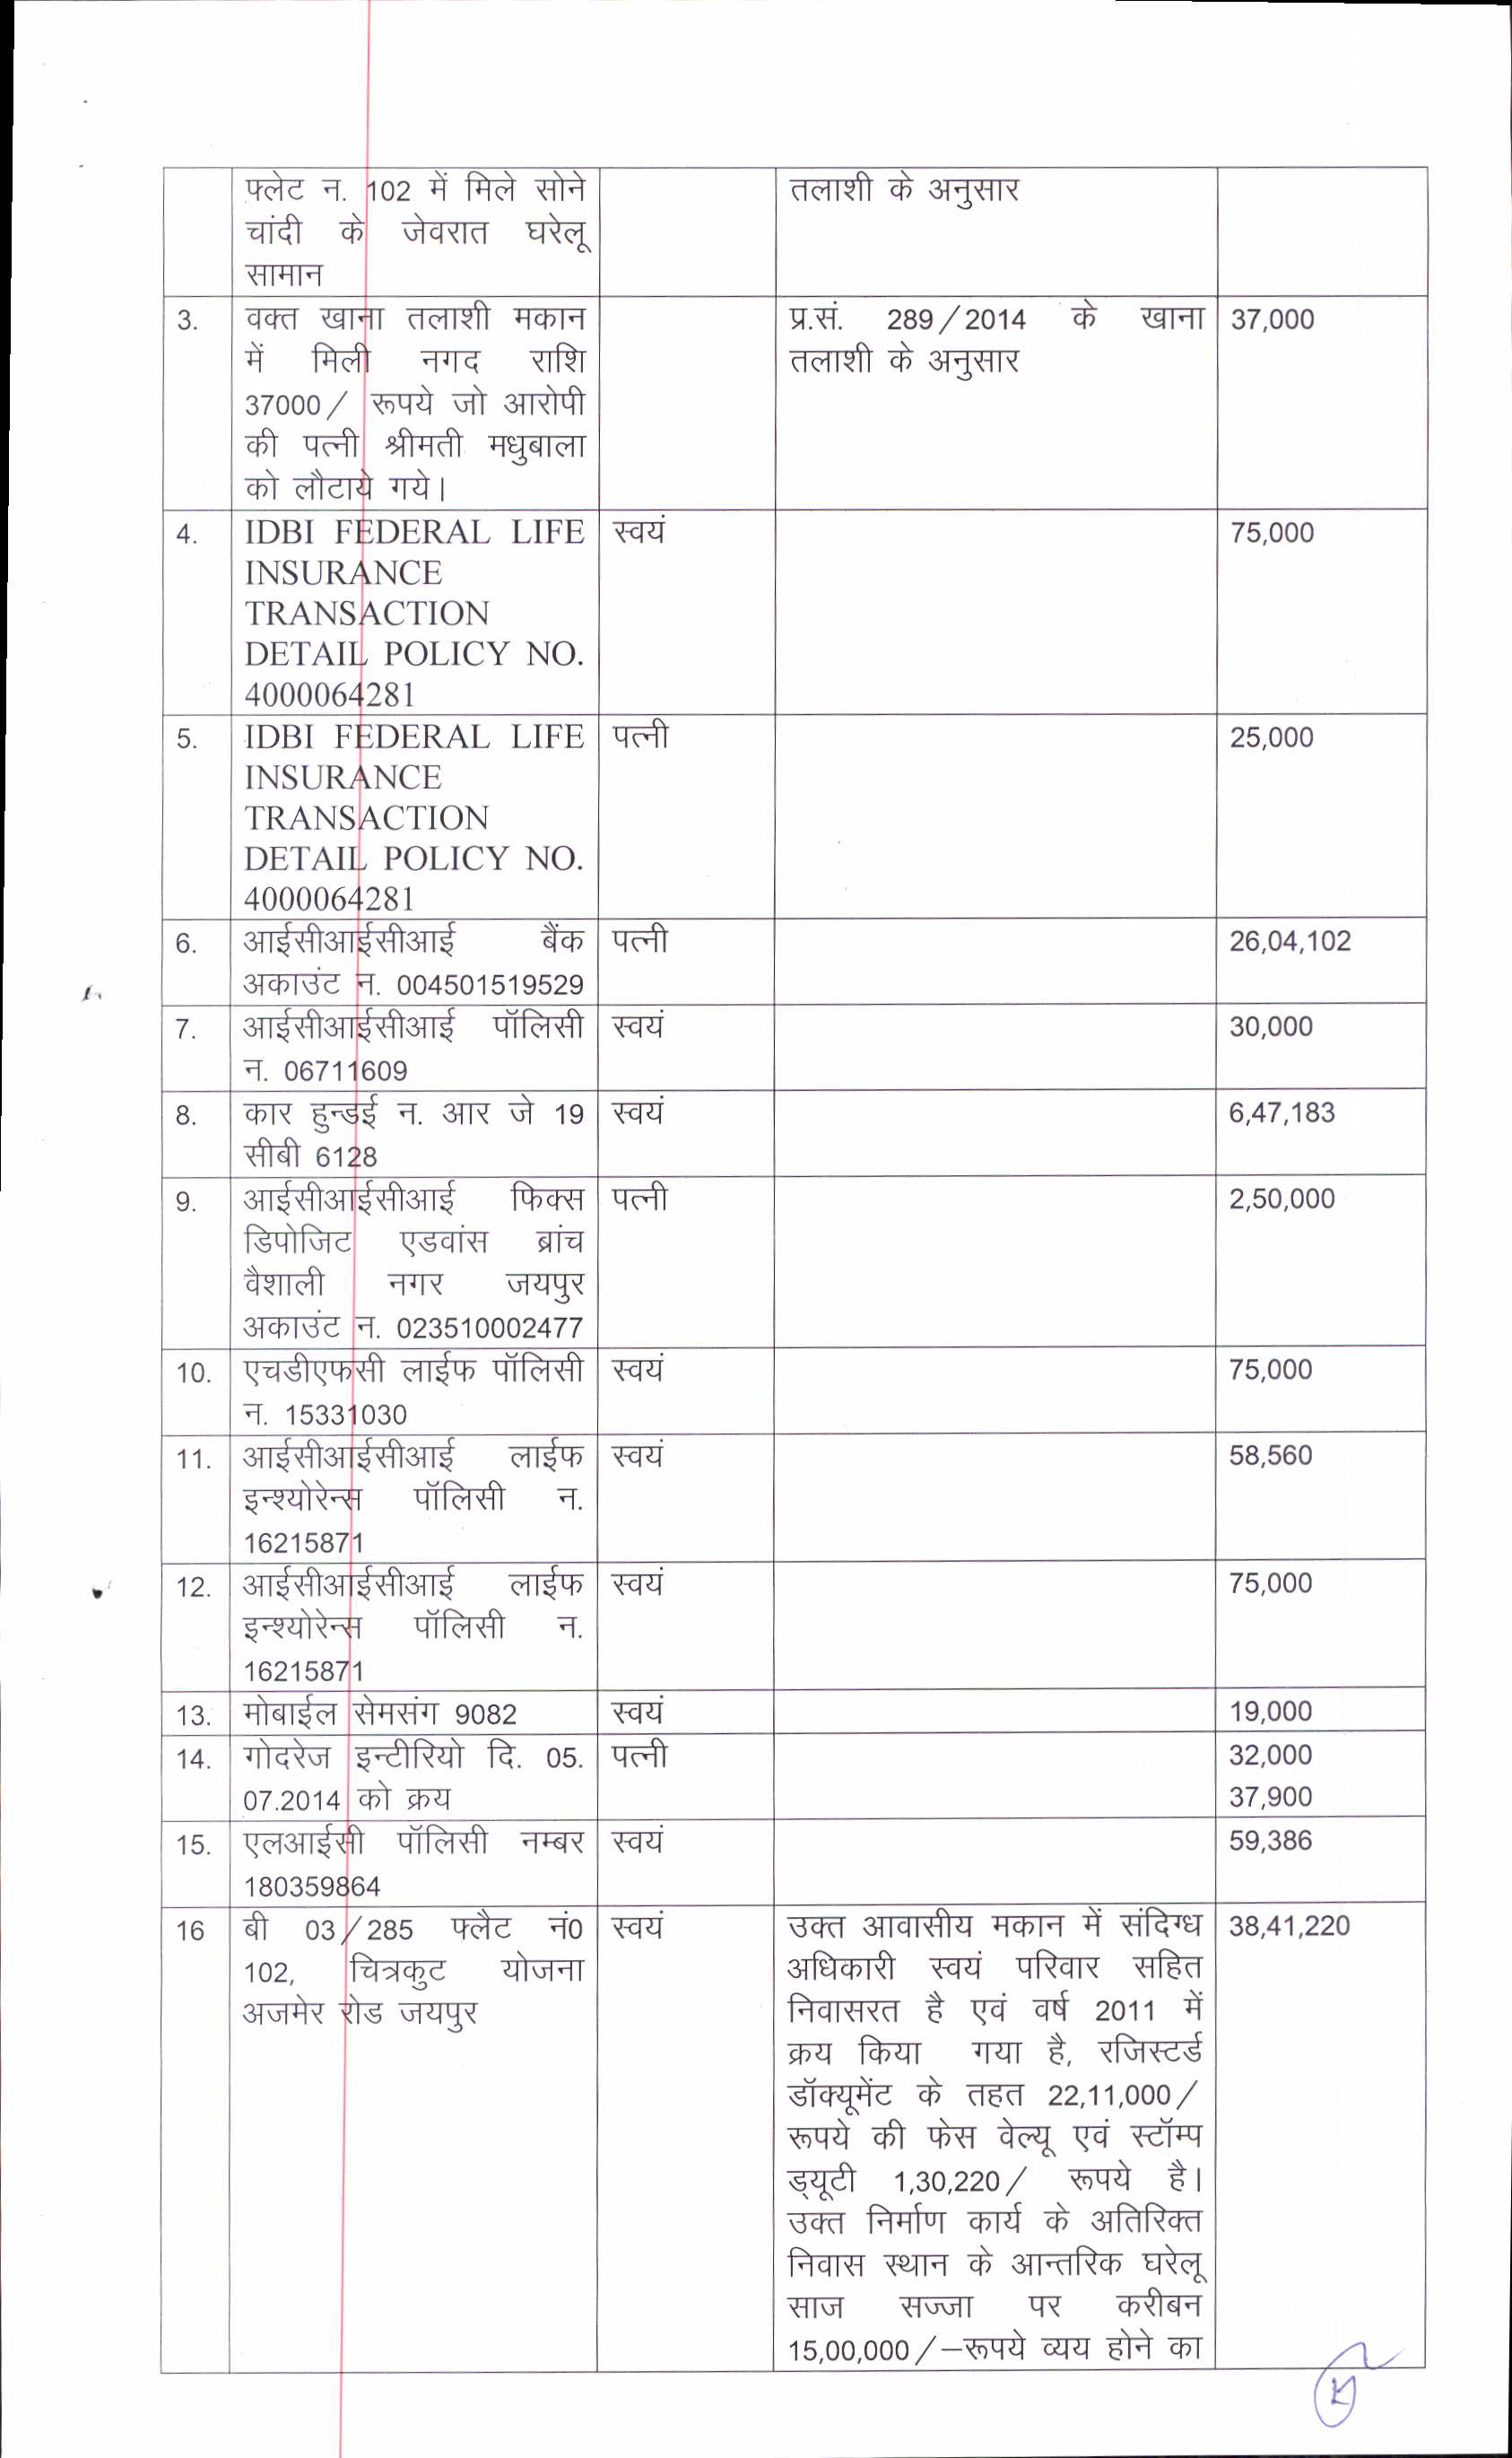 फ्लेट न. 102 में मिले सोने
चांदी के जेवरात घरेलू
सामान
तलाशी के अनुसार
3.
वक्त खाना तलाशी मकान
में मिली नगद राशि
37000/ रूपये जो आरोपी
की पत्नी श्रीमती मधुबाला
को लौटाये गये।
प्र.सं. 289/2014 के खाना
तलाशी के अनुसार
37,000
4.
IDBI FEDERAL LIFE
INSURANCE
TRANSACTION
DETAIL POLICY NO.
4000064281
स्वयं
75,000
5.
IDBI FEDERAL LIFE
INSURANCE
TRANSACTION
DETAIL POLICY NO.
4000064281
पत्नी
25,000
6.
आईसीआईसीआई बैंक
अकाउंट न. 004501519529
पत्नी
26,04,102
7.
आईसीआईसीआई पॉलिसी
न. 06711609
स्वयं
30,000
8.
कार हुन्डई न. आर जे 19
सीबी 6128
स्वयं
6,47,183
9.
आईसीआईसीआई फिक्स
डिपोजिट एडवांस ब्रांच
वैशाली नगर जयपुर
अकाउंट न. 023510002477
पत्नी
2,50,000
10.
एचडीएफसी लाईफ पॉलिसी
न. 15331030
स्वयं
75,000
11.
आईसीआईसीआई लाईफ
इन्श्योरेन्स पॉलिसी न.
16215871
स्वयं
58,560
12.
आईसीआईसीआई लाईफ
इन्श्योरेन्स पॉलिसी न.
16215871
स्वयं
75,000
13.
मोबाईल सेमसंग 9082
स्वयं
19,000
14.
गोदरेज इन्टीरियो दि. 05.
07.2014 को क्रय
पत्नी
32,000
37,900
15.
एलआईसी पॉलिसी नम्बर
180359864
स्वयं
59,386
16
बी 03/285 फ्लैट नं0
102, चित्रकुट योजना
अजमेर रोड जयपुर
स्वयं
उक्त आवासीय मकान में संदिग्ध
अधिकारी स्वयं परिवार सहित
निवासरत है एवं वर्ष 2011 में
क्रय किया गया है, रजिस्टर्ड
डॉक्यूमेंट के तहत 22,11,000/
रूपये की फेस वेल्यू एवं स्टॉम्प
ड्यूटी 1,30,220/ रूपये है।
उक्त निर्माण कार्य के अतिरिक्त
निवास स्थान के आन्तरिक घरेलू
साज सज्जा पर करीबन
15,00,000/–रूपये व्यय होने का
38,41,220